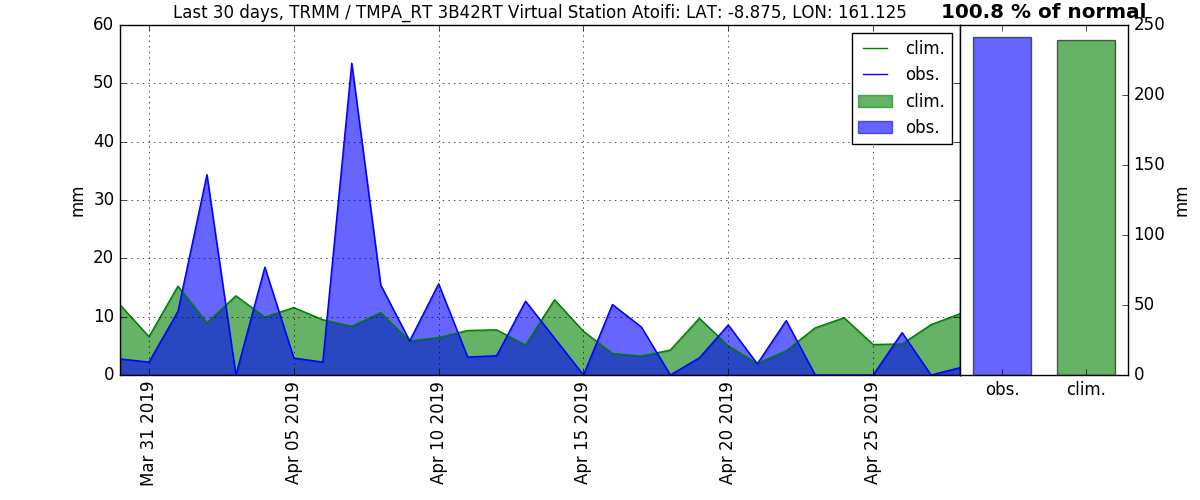 Last 30 days, TRMM / TMPA_RT 3B42RT Virtual Station Atoifi: LAT: -8.875, LON: 161.125
100.8 % of normal
60
50
40
30
20
10
0
mm
clim.
obs.
clim.
obs.
Mar 31 2019
Apr 05 2019
Apr 10 2019
Apr 15 2019
Apr 20 2019
Apr 25 2019
250
200
150
100
50
0
mm
obs.
clim.